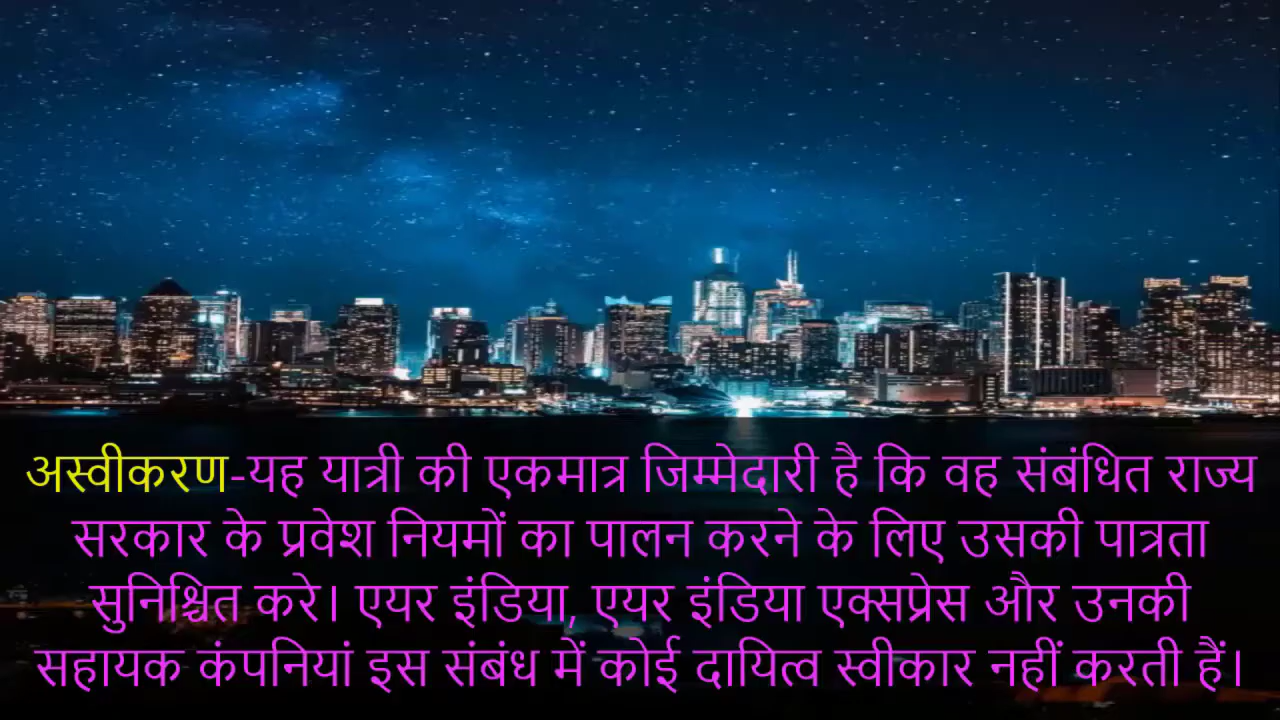 अस्वीकरण-यह यात्री की एकमात्र जिम्मेदारी है कि वह संबंधित राज्य
सरकार के प्रवेश नियमों का पालन करने के लिए उसकी पात्रता
सुनिश्चित करे। एयर इंडिया, एयर इंडिया एक्सप्रेस और उनकी
सहायक कंपनियां इस संबंध में कोई दायित्व स्वीकार नहीं करती हैं।